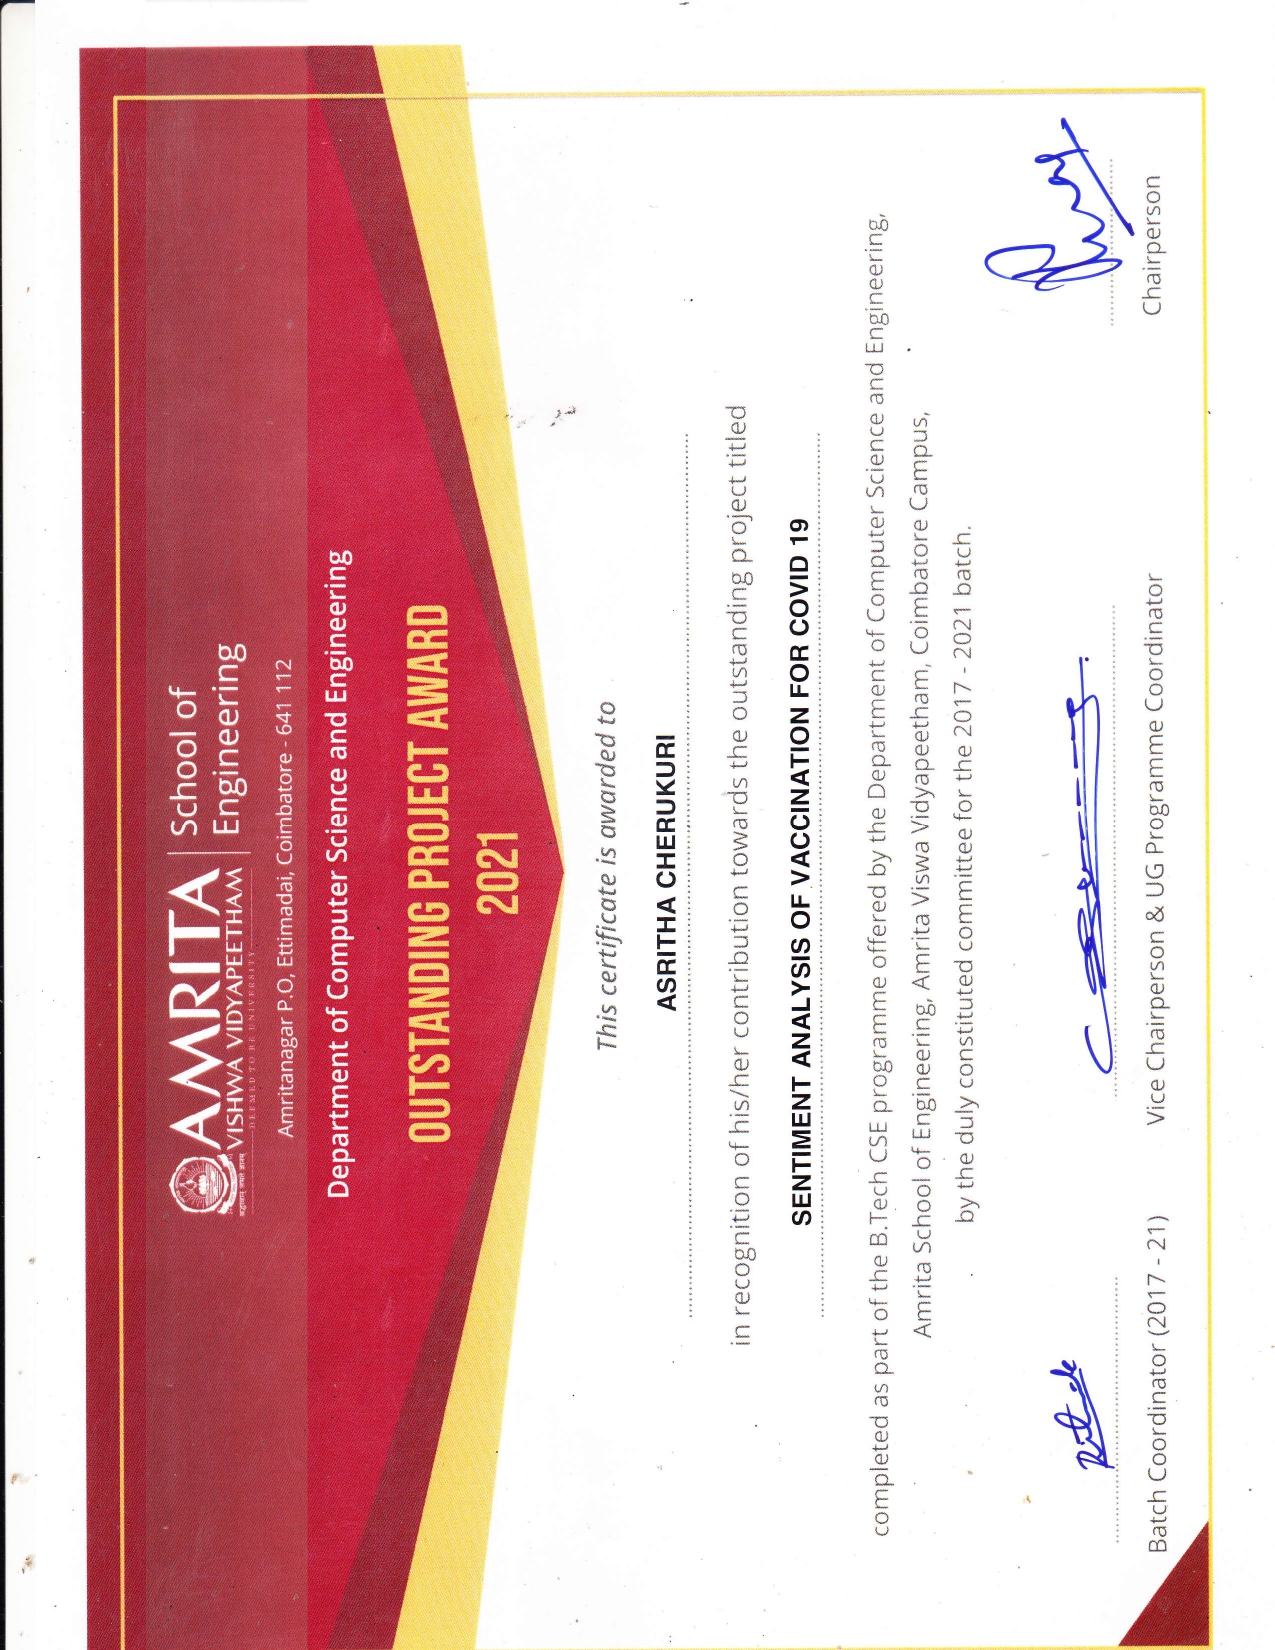 AMRITA
VISHWA VIDYAPEETHAM
DEEMED TO BE UNIVERSITY
श्रद्धावान् लभते ज्ञानम्
School of
Engineering
Amritanagar P.O, Ettimadai, Coimbatore - 641 112
Department of Computer Science and Engineering
OUTSTANDING PROJECT AWARD
2021
This certificate is awarded to
ASRITHA CHERUKURI
in recognition of his/her contribution towards the outstanding project titled
SENTIMENT ANALYSIS OF VACCINATION FOR COVID 19
completed as part of the B.Tech CSE programme offered by the Department of Computer Science and Engineering,
Amrita School of Engineering, Amrita Viswa Vidyapeetham, Coimbatore Campus,
by the duly constituted committee for the 2017 - 2021 batch.
Batch Coordinator (2017 - 21)
Vice Chairperson & UG Programme Coordinator
Chairperson